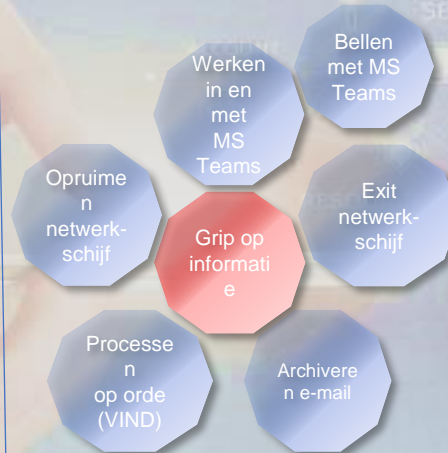 Bellen
met MS
Teams
Werken
in en
met
MS
Teams
Opruime
n
netwerk-
schijf
Exit
netwerk-
schijf
Grip op
informati
e
Processe
n
op orde
(VIND)
Archivere
n e-mail